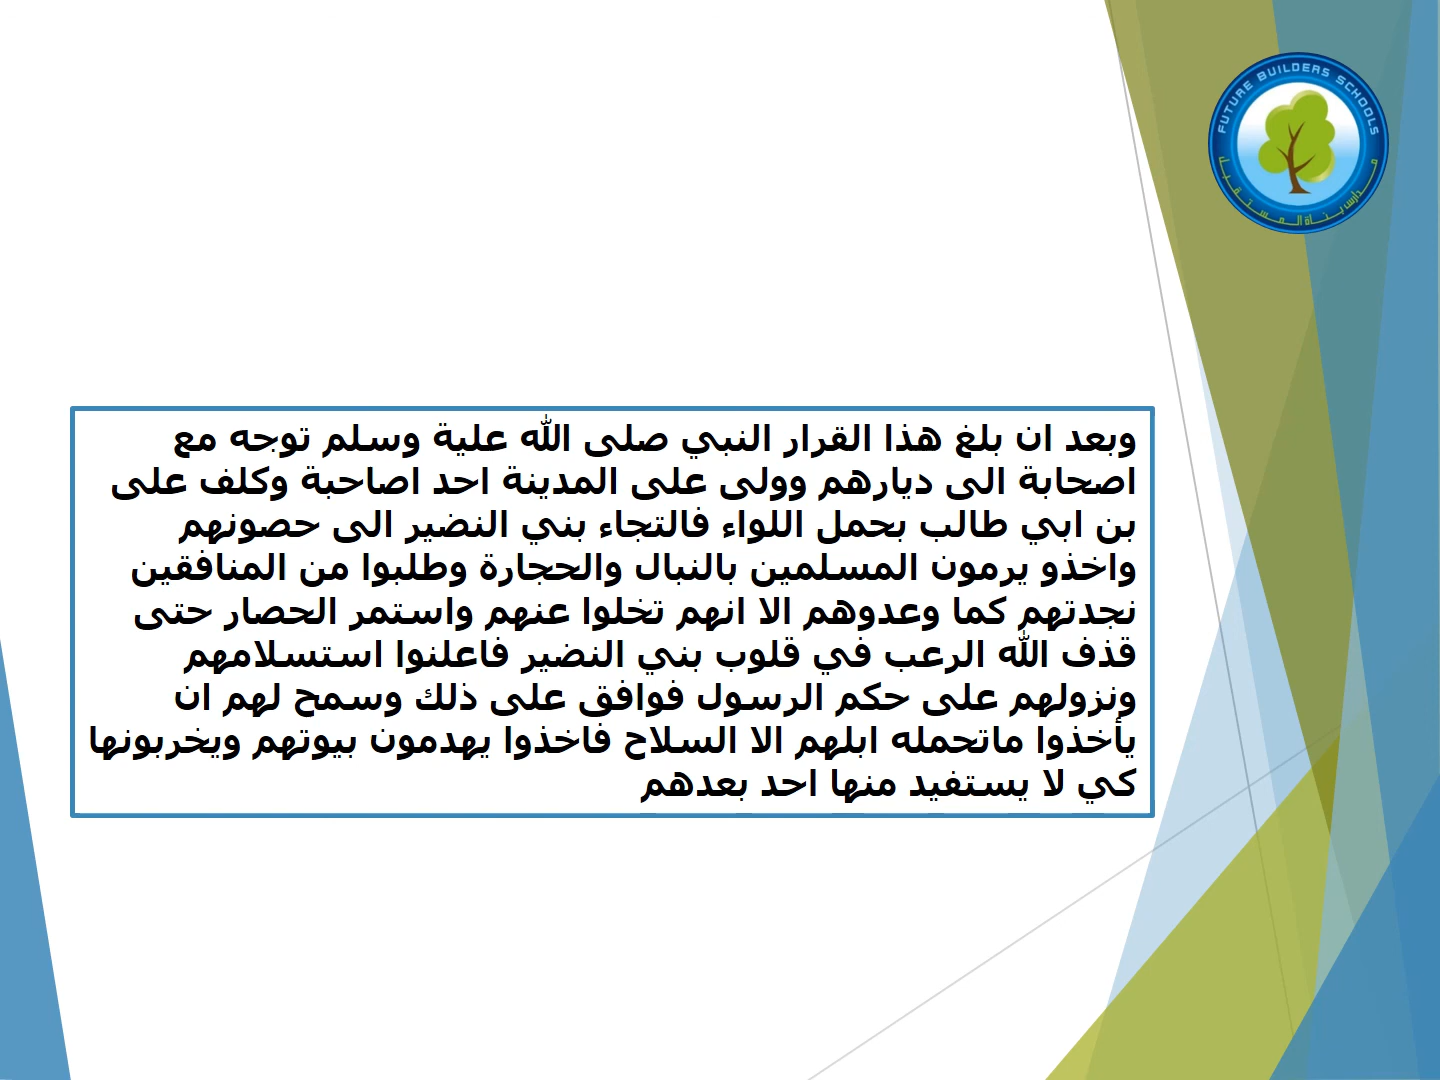 FUTURE BUILDERS SCHOOLS
مدارس بناة المستقبل
وبعد ان بلغ هذا القرار النبي صلى الله علية وسلم توجه مع
اصحابة الى ديارهم وولى على المدينة احد اصاحبة وكلف على
بن ابي طالب بحمل اللواء فالتجاء بني النضير الى حصونهم
واخذو يرمون المسلمين بالنبال والحجارة وطلبوا من المنافقين
نجدتهم كما وعدوهم الا انهم تخلوا عنهم واستمر الحصار حتى
قذف الله الرعب في قلوب بني النضير فاعلنوا استسلامهم
ونزولهم على حكم الرسول فوافق على ذلك وسمح لهم ان
يأخذوا ماتحمله ابلهم الا السلاح فاخذوا يهدمون بيوتهم ويخربونها
كي لا يستفيد منها احد بعدهم